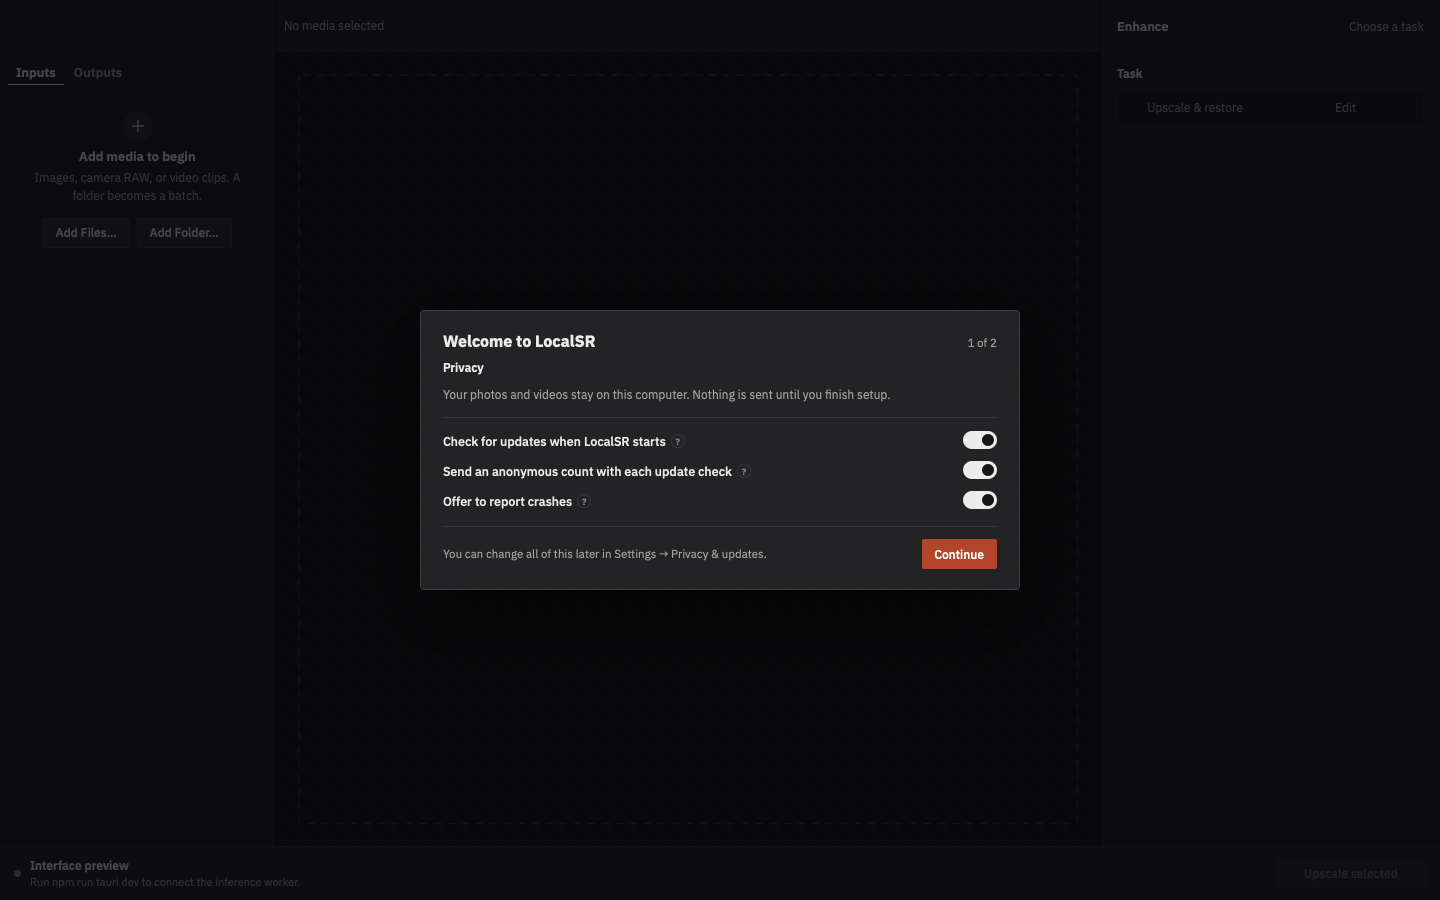 No media selected
Enhance
Choose a task
Inputs
Outputs
Task
Upscale & restore
Edit
Add media to begin
Images, camera RAW, or video clips. A
folder becomes a batch.
Add Files...
Add Folder...
Welcome to LocalSR
1 of 2
Privacy
Your photos and videos stay on this computer. Nothing is sent until you finish setup.
Check for updates when LocalSR starts ?
Send an anonymous count with each update check ?
Offer to report crashes ?
You can change all of this later in Settings → Privacy & updates.
Continue
Interface preview
Run npm run tauri dev to connect the inference worker.
Upscale selected